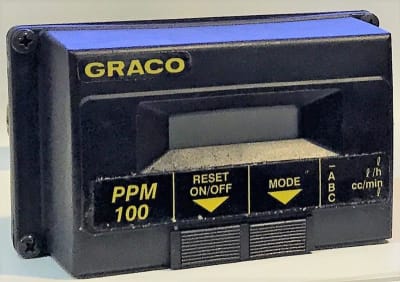 GRACO
PPM
100
RESET
ON/OFF
MODE
– ℓ
A ℓ/h
B cc/min
C